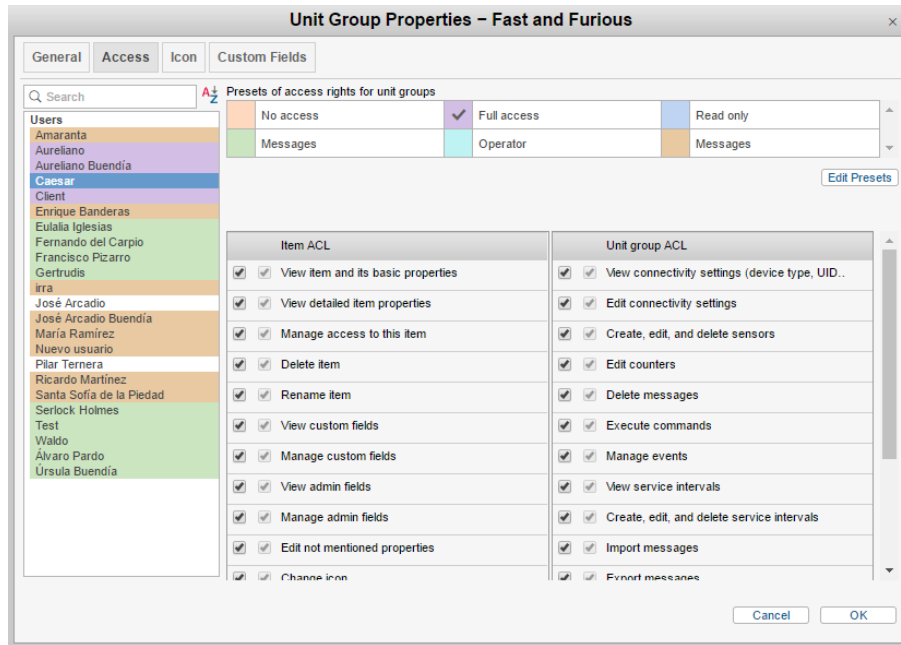 Unit Group Properties – Fast and Furious
×
General Access Icon Custom Fields
Search
A Z
Presets of access rights for unit groups
Users
Amaranta
Aureliano
Aureliano Buendía
Caesar
Client
Enrique Banderas
Eulalia Iglesias
Fernando del Carpio
Francisco Pizarro
Gertrudis
irra
José Arcadio
José Arcadio Buendía
María Ramírez
Nuevo usuario
Pilar Ternera
Ricardo Martínez
Santa Sofía de la Piedad
Serlock Holmes
Test
Waldo
Álvaro Pardo
Úrsula Buendía
No access Full access Read only
Messages Operator Messages
Edit Presets
Item ACL
View item and its basic properties
View detailed item properties
Manage access to this item
Delete item
Rename item
View custom fields
Manage custom fields
View admin fields
Manage admin fields
Edit not mentioned properties
Change icon
Unit group ACL
View connectivity settings (device type, UID..
Edit connectivity settings
Create, edit, and delete sensors
Edit counters
Delete messages
Execute commands
Manage events
View service intervals
Create, edit, and delete service intervals
Import messages
Export messages
Cancel OK